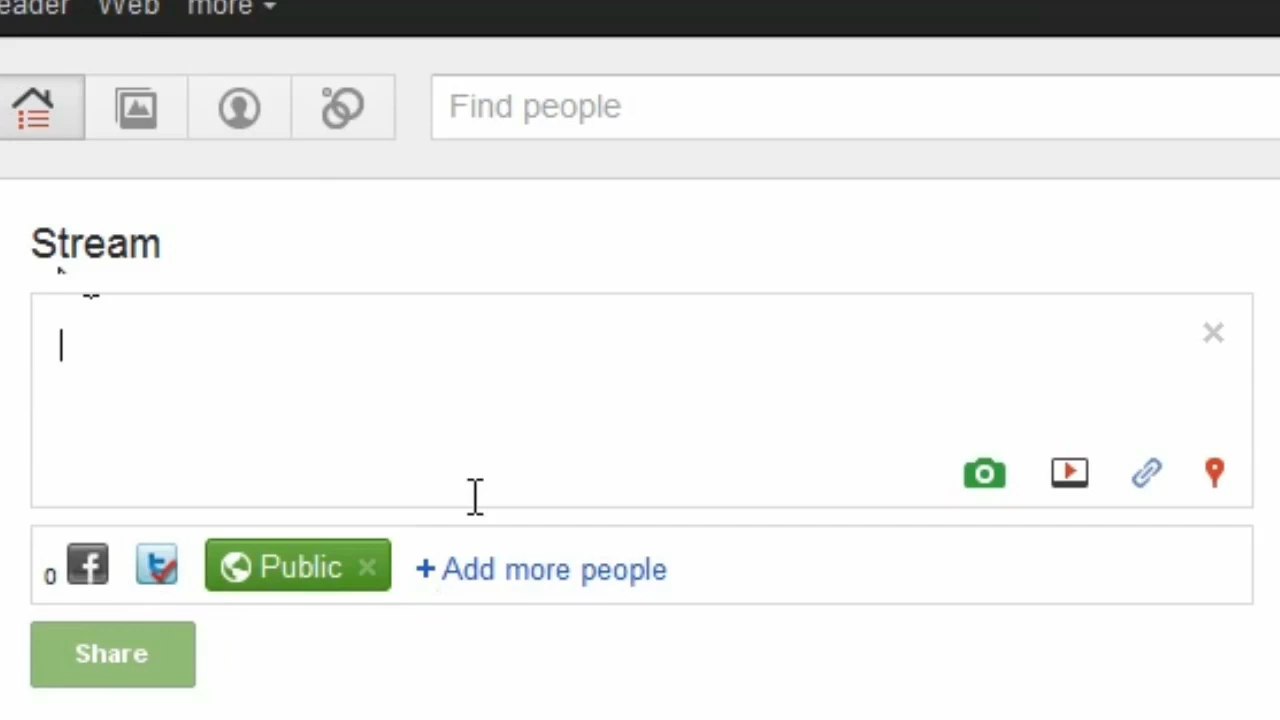 eader Web more
Find people
Stream
0 Public + Add more people
Share